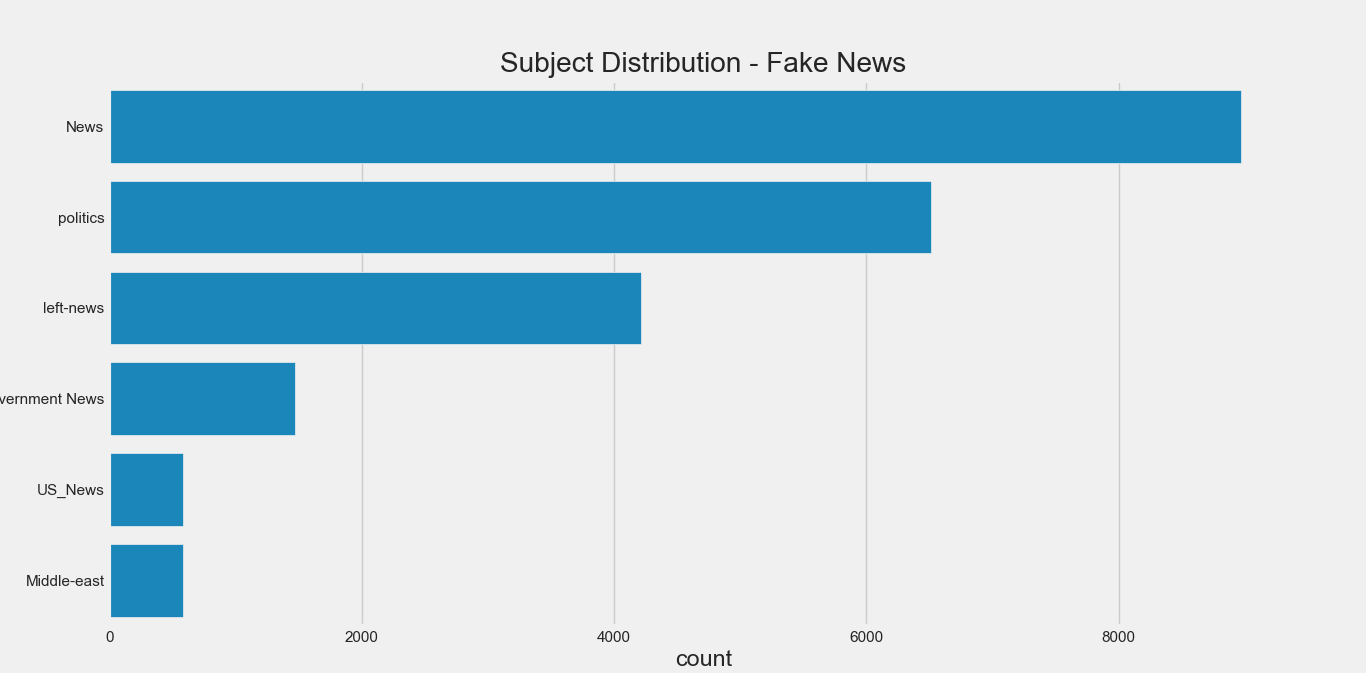 Subject Distribution - Fake News
News
politics
left-news
vernment News
US_News
Middle-east
0 2000 4000 6000 8000
count